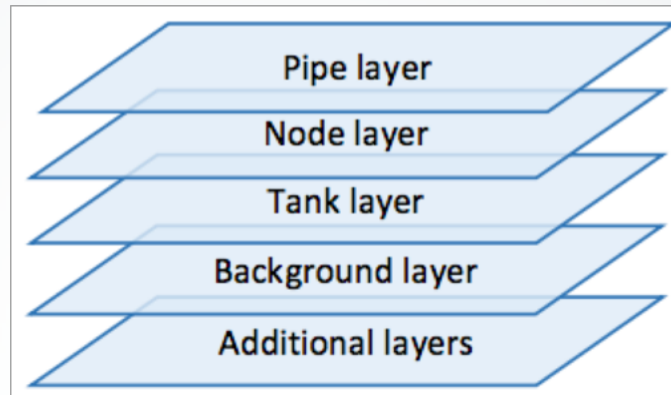 Pipe layer
Node layer
Tank layer
Background layer
Additional layers